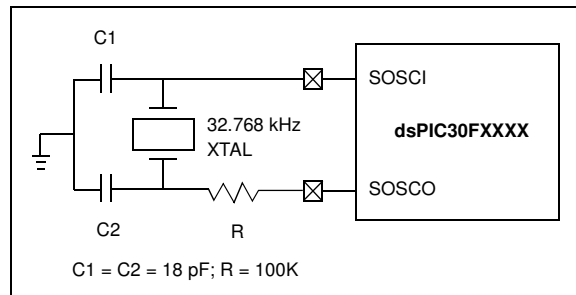 C1
SOSCI
32.768 kHz
XTAL
dsPIC30FXXXX
SOSCO
C2
R
C1 = C2 = 18 pF; R = 100K